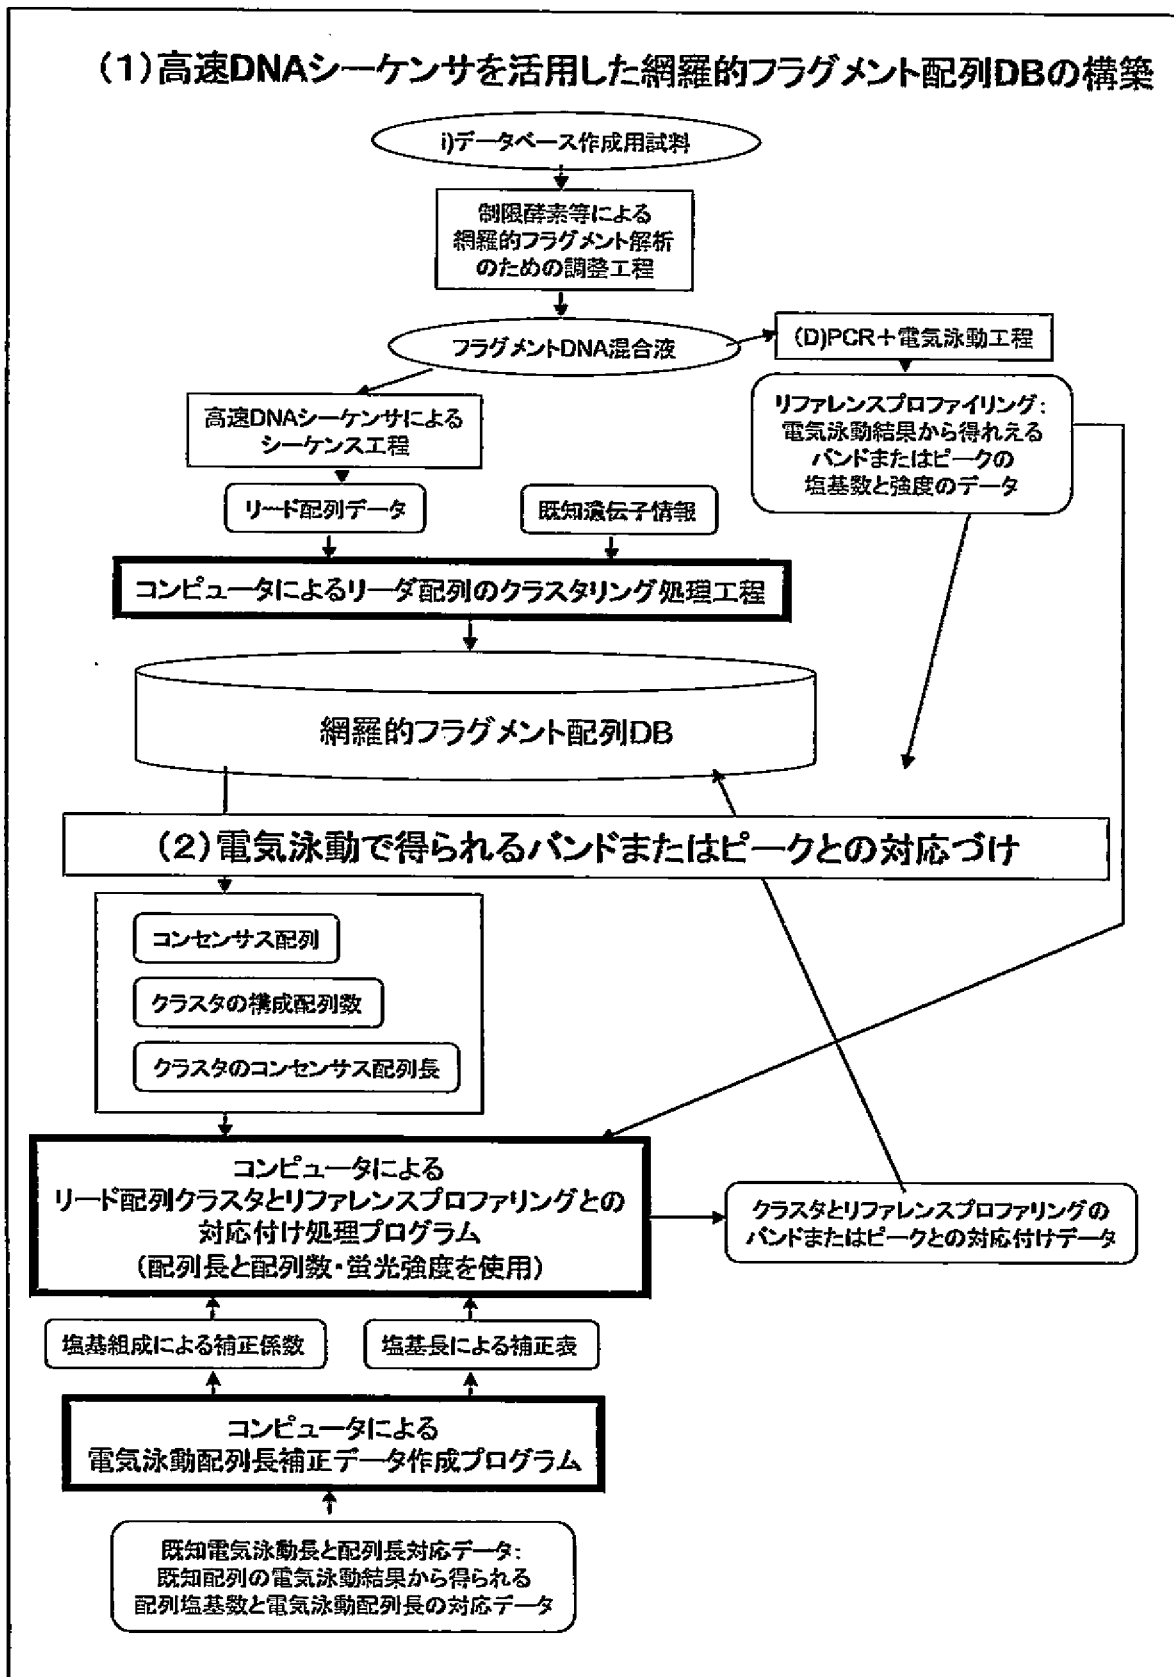 (1)高速DNAシーケンサを活用した網羅的フラグメント配列DBの構築
i)データベース作成用試料
制限酵素等による
網羅的フラグメント解析
のための調整工程
フラグメントDNA混合液
(D)PCR+電気泳動工程
高速DNAシーケンサによる
シーケンス工程
リファレンスプロファイリング:
電気泳動結果から得れえる
バンドまたはピークの
塩基数と強度のデータ
リード配列データ
既知遺伝子情報
コンピュータによるリーダ配列のクラスタリング処理工程
網羅的フラグメント配列DB
(2)電気泳動で得られるバンドまたはピークとの対応づけ
コンセンサス配列
クラスタの構成配列数
クラスタのコンセンサス配列長
コンピュータによる
リード配列クラスタとリファレンスプロファリングとの
対応付け処理プログラム
(配列長と配列数・蛍光強度を使用)
クラスタとリファレンスプロファリングの
バンドまたはピークとの対応付けデータ
塩基組成による補正係数
塩基長による補正表
コンピュータによる
電気泳動配列長補正データ作成プログラム
既知電気泳動長と配列長対応データ:
既知配列の電気泳動結果から得られる
配列塩基数と電気泳動配列長の対応データ